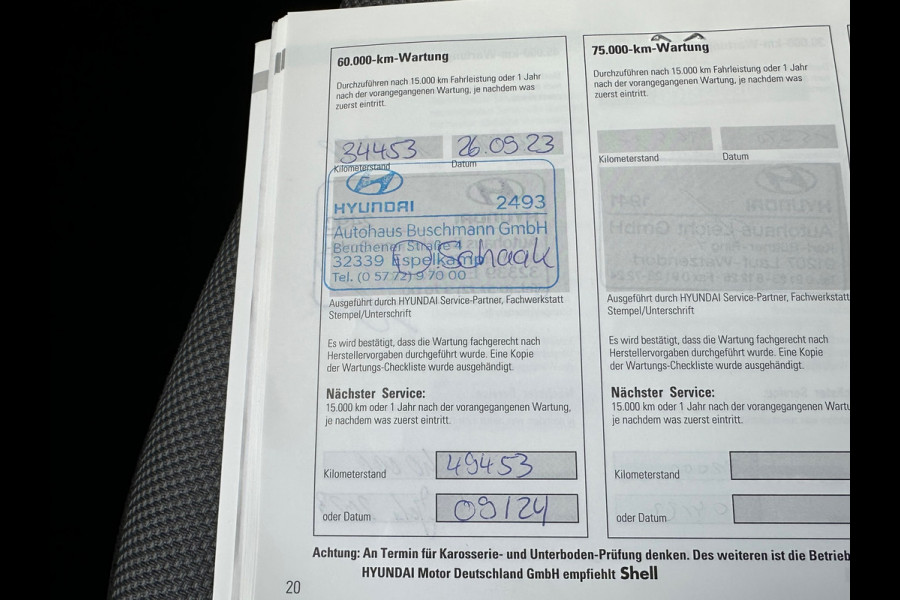 60.000-km-Wartung
Durchzuführen nach 15.000 km Fahrleistung oder 1 Jahr
nach der vorangegangenen Wartung, je nachdem was
zuerst eintritt.
34453 26.09.23
Kilometerstand Datum
HYUNDAI 2493
Autohaus Buschmann GmbH
Beuthener Straße 4
32339 Espelkamp
Tel. (0 57 72) 9 70 00
Ausgeführt durch HYUNDAI Service-Partner, Fachwerkstatt
Stempel/Unterschrift
Es wird bestätigt, dass die Wartung fachgerecht nach
Herstellervorgaben durchgeführt wurde. Eine Kopie
der Wartungs-Checkliste wurde ausgehändigt.
Nächster Service:
15.000 km oder 1 Jahr nach der vorangegangenen Wartung,
je nachdem was zuerst eintritt.
Kilometerstand 49453
oder Datum 09/24
75.000-km-Wartung
Durchzuführen nach 15.000 km Fahrleistung oder 1 Jahr
nach der vorangegangenen Wartung, je nachdem was
zuerst eintritt.
Kilometerstand Datum
Ausgeführt durch HYUNDAI Service-Partner, Fachwerkstatt
Stempel/Unterschrift
Es wird bestätigt, dass die Wartung fachgerecht nach
Herstellervorgaben durchgeführt wurde. Eine Kopie
der Wartungs-Checkliste wurde ausgehändigt.
Nächster Service:
15.000 km oder 1 Jahr nach der vorangegangenen Wartu
je nachdem was zuerst eintritt.
Kilometerstand
oder Datum
Achtung: An Termin für Karosserie- und Unterboden-Prüfung denken. Des weiteren ist die Betrieb
HYUNDAI Motor Deutschland GmbH empfiehlt Shell
20